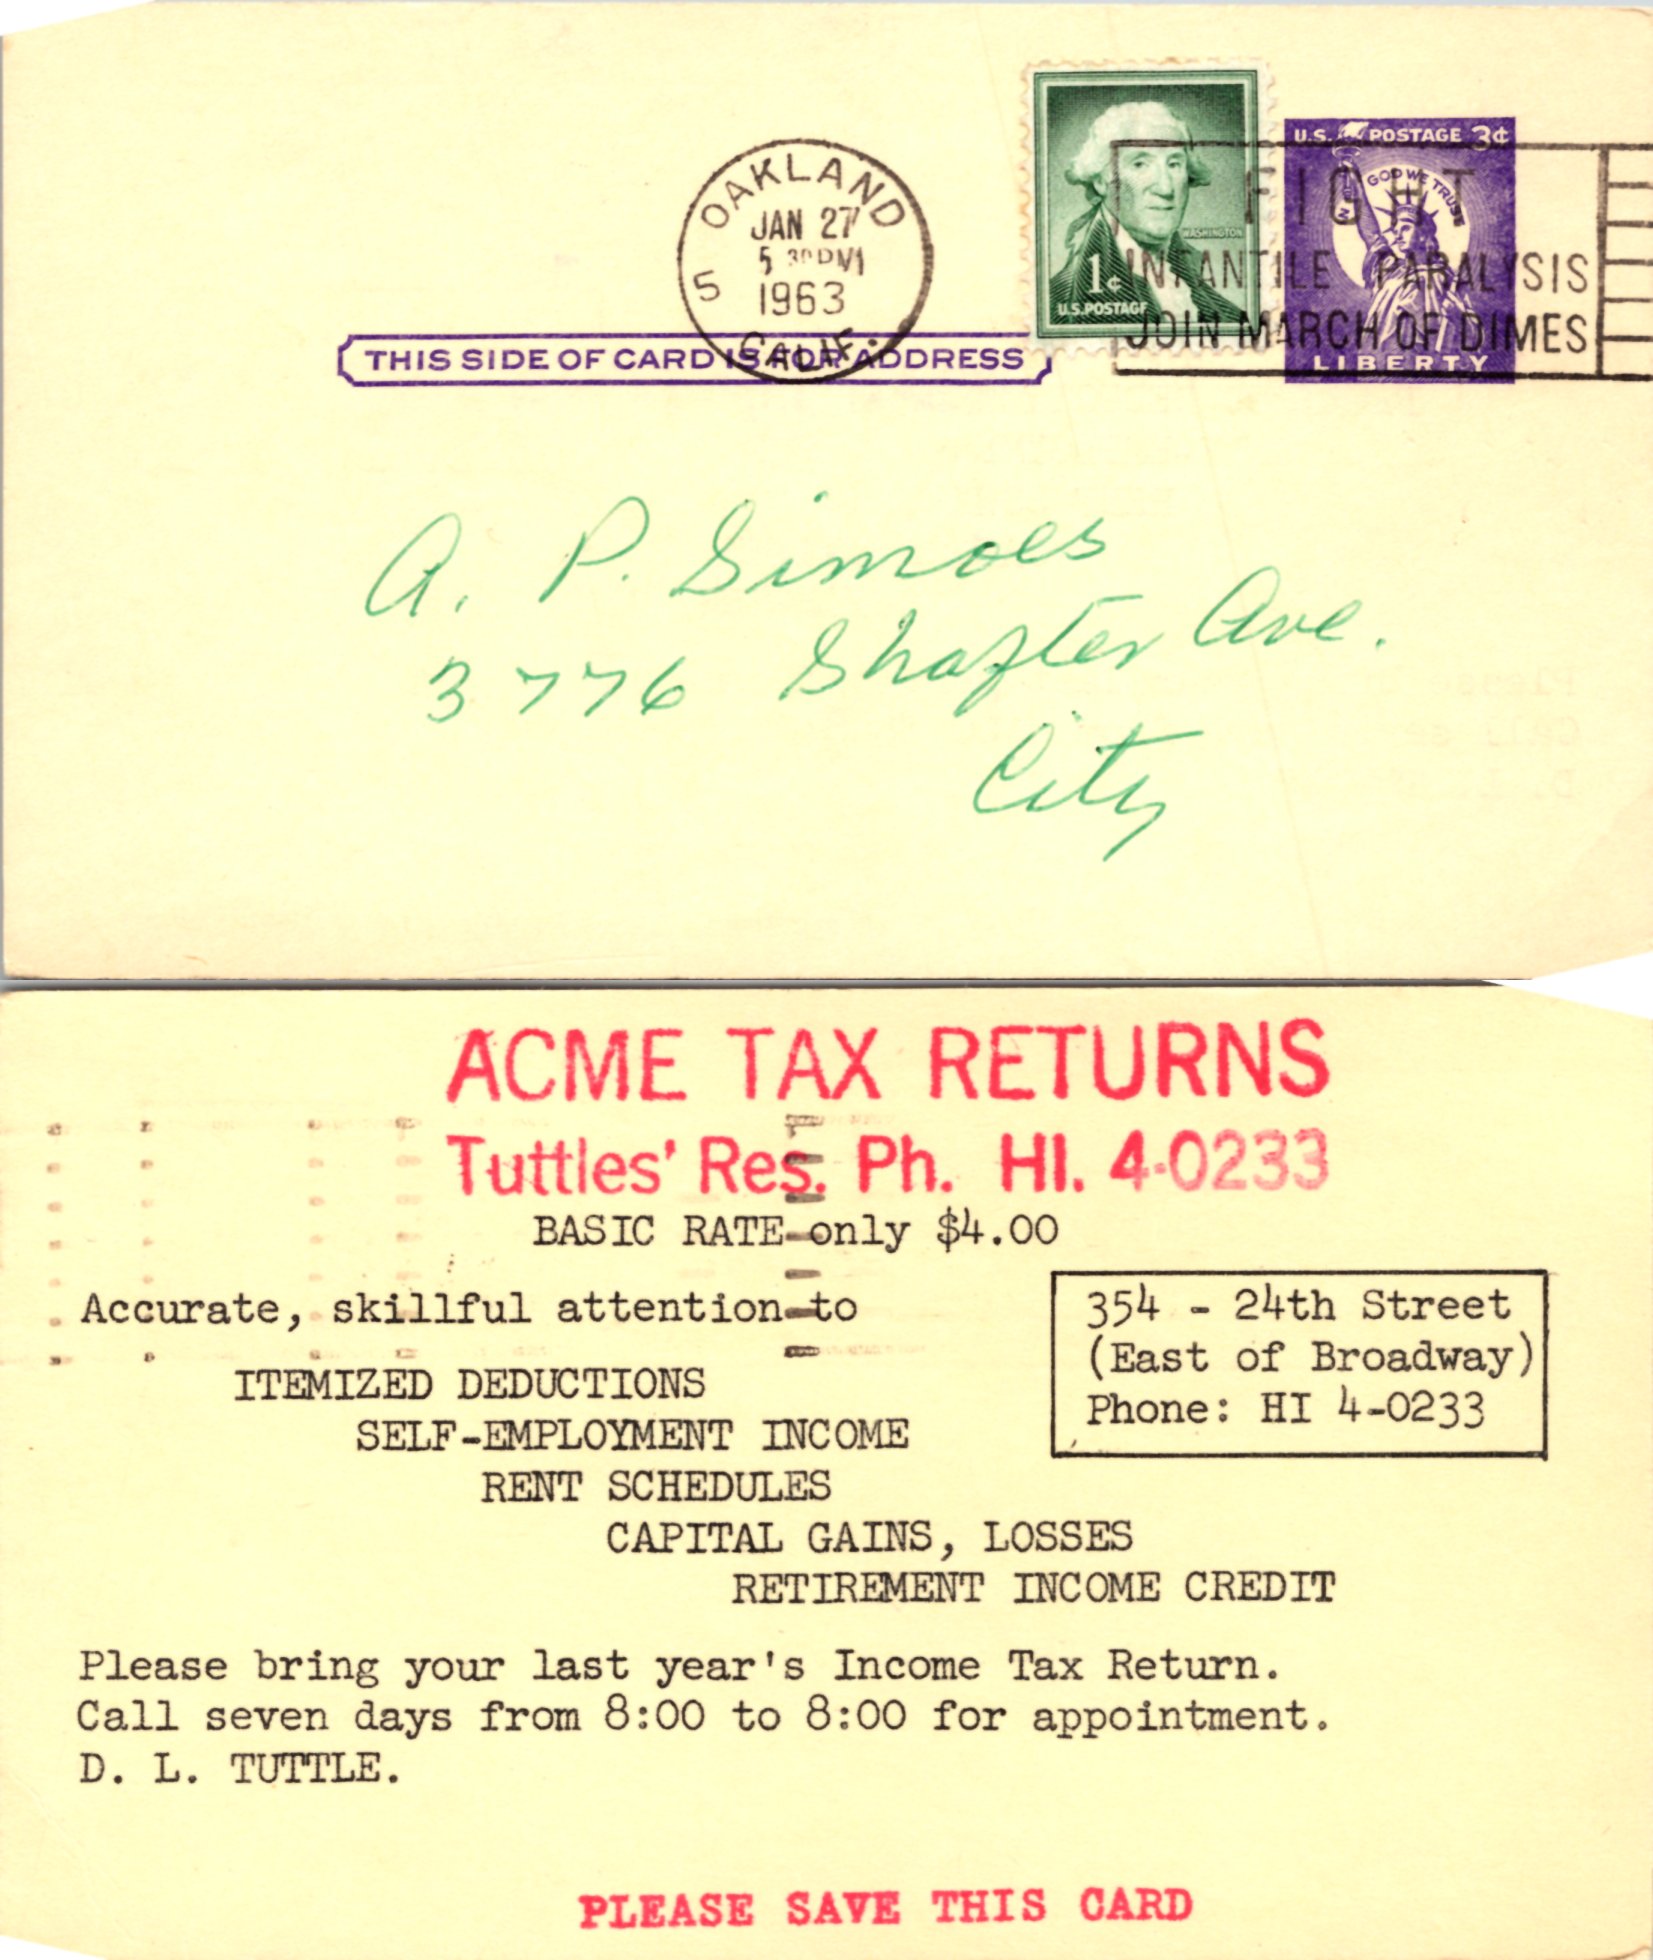 U.S. POSTAGE 3¢
IN GOD WE TRUST
LIBERTY
WASHINGTON
1¢
U.S. POSTAGE
OAKLAND
JAN 27
5 30 PM
1963
5
CALIF.
FIGHT
INFANTILE PARALYSIS
JOIN MARCH OF DIMES
THIS SIDE OF CARD IS FOR ADDRESS
A. P. Simoes
3776 Shafter Ave.
City
ACME TAX RETURNS
Tuttles' Res. Ph. HI. 4-0233
BASIC RATE only $4.00
Accurate, skillful attention to
ITEMIZED DEDUCTIONS
SELF-EMPLOYMENT INCOME
RENT SCHEDULES
CAPITAL GAINS, LOSSES
RETIREMENT INCOME CREDIT
354 - 24th Street
(East of Broadway)
Phone: HI 4-0233
Please bring your last year's Income Tax Return.
Call seven days from 8:00 to 8:00 for appointment.
D. L. TUTTLE.
PLEASE SAVE THIS CARD